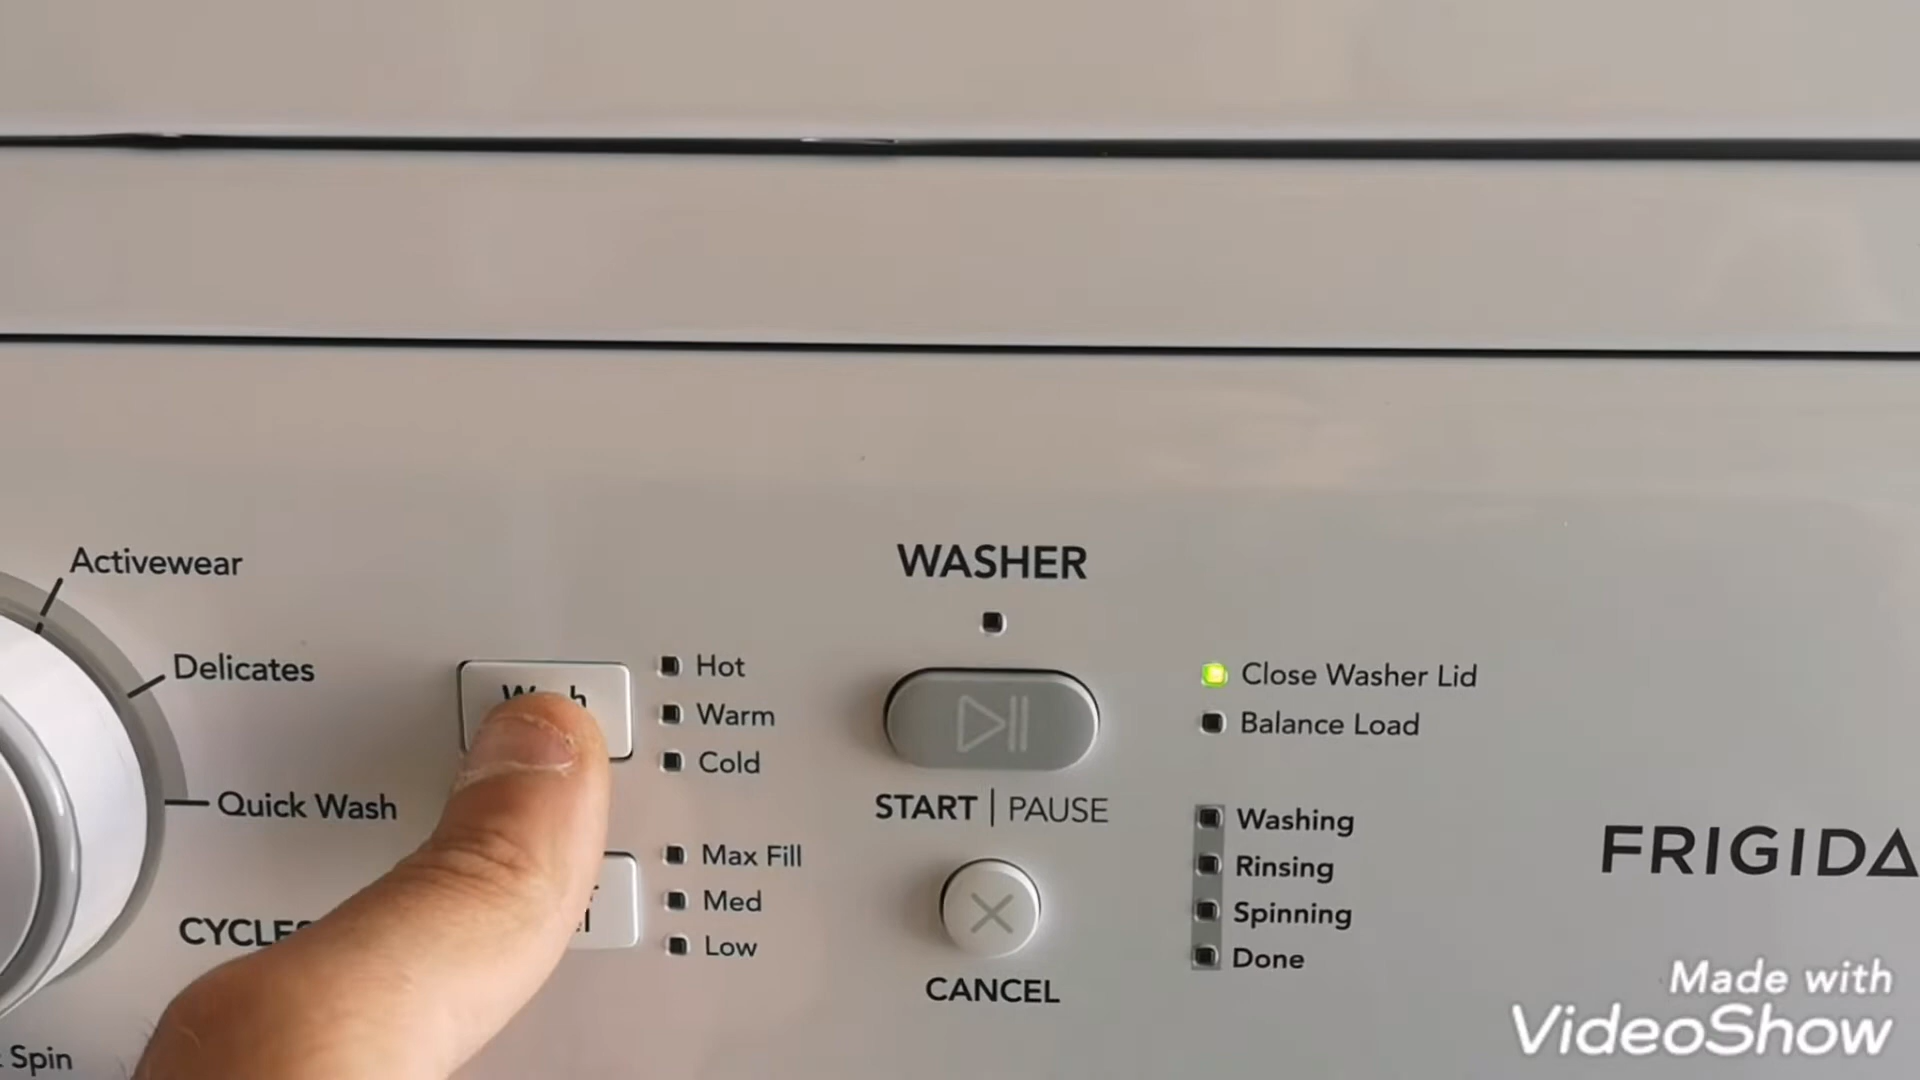 Activewear
Delicates
Quick Wash
CYCLES
Spin
Hot
Warm
Cold
Max Fill
Med
Low
WASHER
START | PAUSE
CANCEL
Close Washer Lid
Balance Load
Washing
Rinsing
Spinning
Done
FRIGIDA
Made with
VideoShow